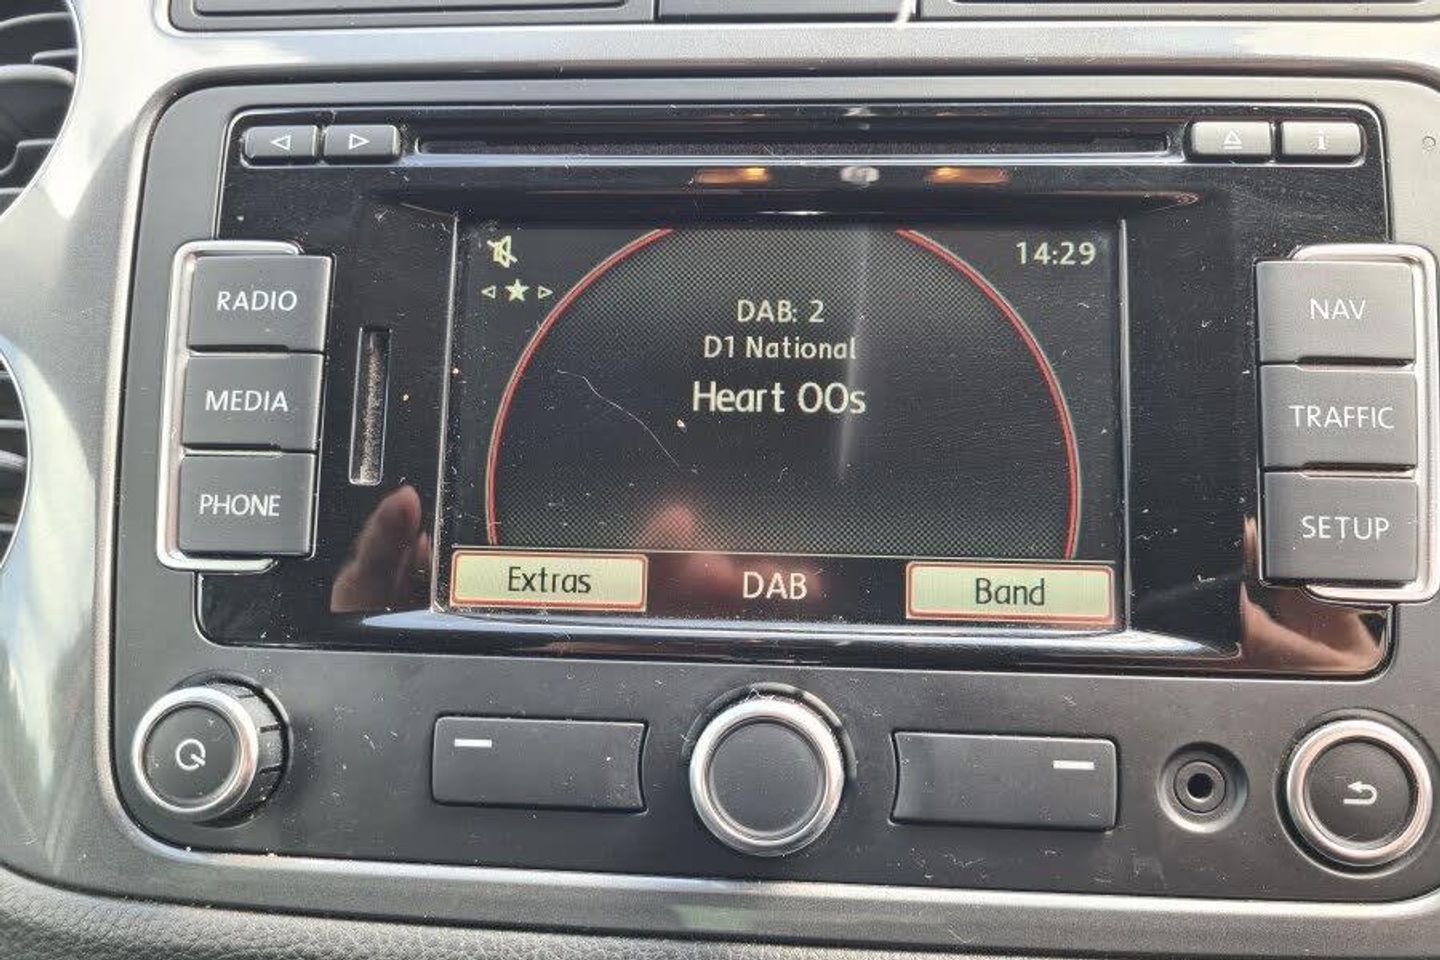 14:29
DAB: 2
D1 National
Heart 00s
RADIO
MEDIA
PHONE
NAV
TRAFFIC
SETUP
Extras
DAB
Band
i